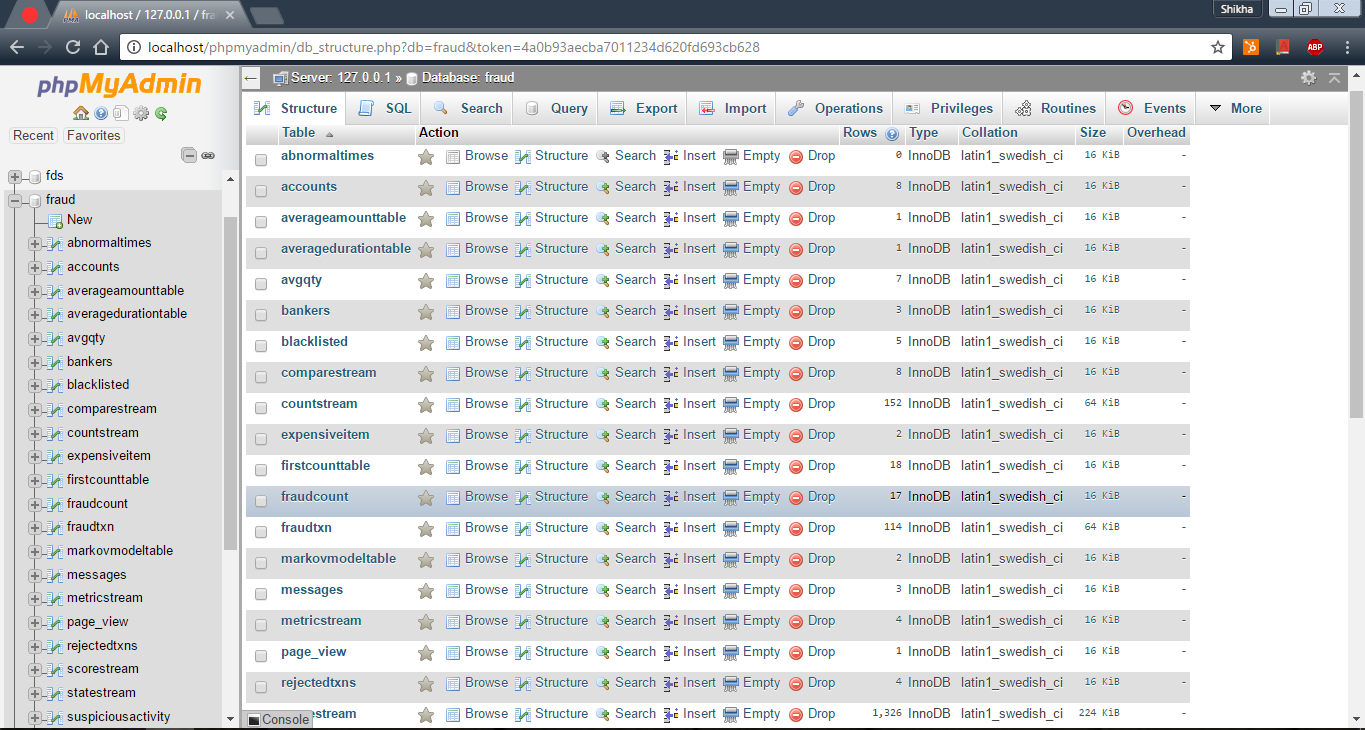 localhost / 127.0.0.1 / fra
Shikha
localhost/phpmyadmin/db_structure.php?db=fraud&token=4a0b93aecba7011234d620fd693cb628
ABP
phpMyAdmin
Recent Favorites
fds
fraud
New
abnormaltimes
accounts
averageamounttable
averagedurationtable
avgqty
bankers
blacklisted
comparestream
countstream
expensiveitem
firstcounttable
fraudcount
fraudtxn
markovmodeltable
messages
metricstream
page_view
rejectedtxns
scorestream
statestream
suspiciousactivity
Server: 127.0.0.1 » Database: fraud
Structure SQL Search Query Export Import Operations Privileges Routines Events More
Table Action Rows Type Collation Size Overhead
abnormaltimes Browse Structure Search Insert Empty Drop 0 InnoDB latin1_swedish_ci 16 KiB -
accounts Browse Structure Search Insert Empty Drop 8 InnoDB latin1_swedish_ci 16 KiB -
averageamounttable Browse Structure Search Insert Empty Drop 1 InnoDB latin1_swedish_ci 16 KiB -
averagedurationtable Browse Structure Search Insert Empty Drop 1 InnoDB latin1_swedish_ci 16 KiB -
avgqty Browse Structure Search Insert Empty Drop 7 InnoDB latin1_swedish_ci 16 KiB -
bankers Browse Structure Search Insert Empty Drop 3 InnoDB latin1_swedish_ci 16 KiB -
blacklisted Browse Structure Search Insert Empty Drop 5 InnoDB latin1_swedish_ci 16 KiB -
comparestream Browse Structure Search Insert Empty Drop 8 InnoDB latin1_swedish_ci 16 KiB -
countstream Browse Structure Search Insert Empty Drop 152 InnoDB latin1_swedish_ci 64 KiB -
expensiveitem Browse Structure Search Insert Empty Drop 2 InnoDB latin1_swedish_ci 16 KiB -
firstcounttable Browse Structure Search Insert Empty Drop 18 InnoDB latin1_swedish_ci 16 KiB -
fraudcount Browse Structure Search Insert Empty Drop 17 InnoDB latin1_swedish_ci 16 KiB -
fraudtxn Browse Structure Search Insert Empty Drop 114 InnoDB latin1_swedish_ci 64 KiB -
markovmodeltable Browse Structure Search Insert Empty Drop 2 InnoDB latin1_swedish_ci 16 KiB -
messages Browse Structure Search Insert Empty Drop 3 InnoDB latin1_swedish_ci 16 KiB -
metricstream Browse Structure Search Insert Empty Drop 4 InnoDB latin1_swedish_ci 16 KiB -
page_view Browse Structure Search Insert Empty Drop 1 InnoDB latin1_swedish_ci 16 KiB -
rejectedtxns Browse Structure Search Insert Empty Drop 4 InnoDB latin1_swedish_ci 16 KiB -
estream Browse Structure Search Insert Empty Drop 1,326 InnoDB latin1_swedish_ci 224 KiB -
Console